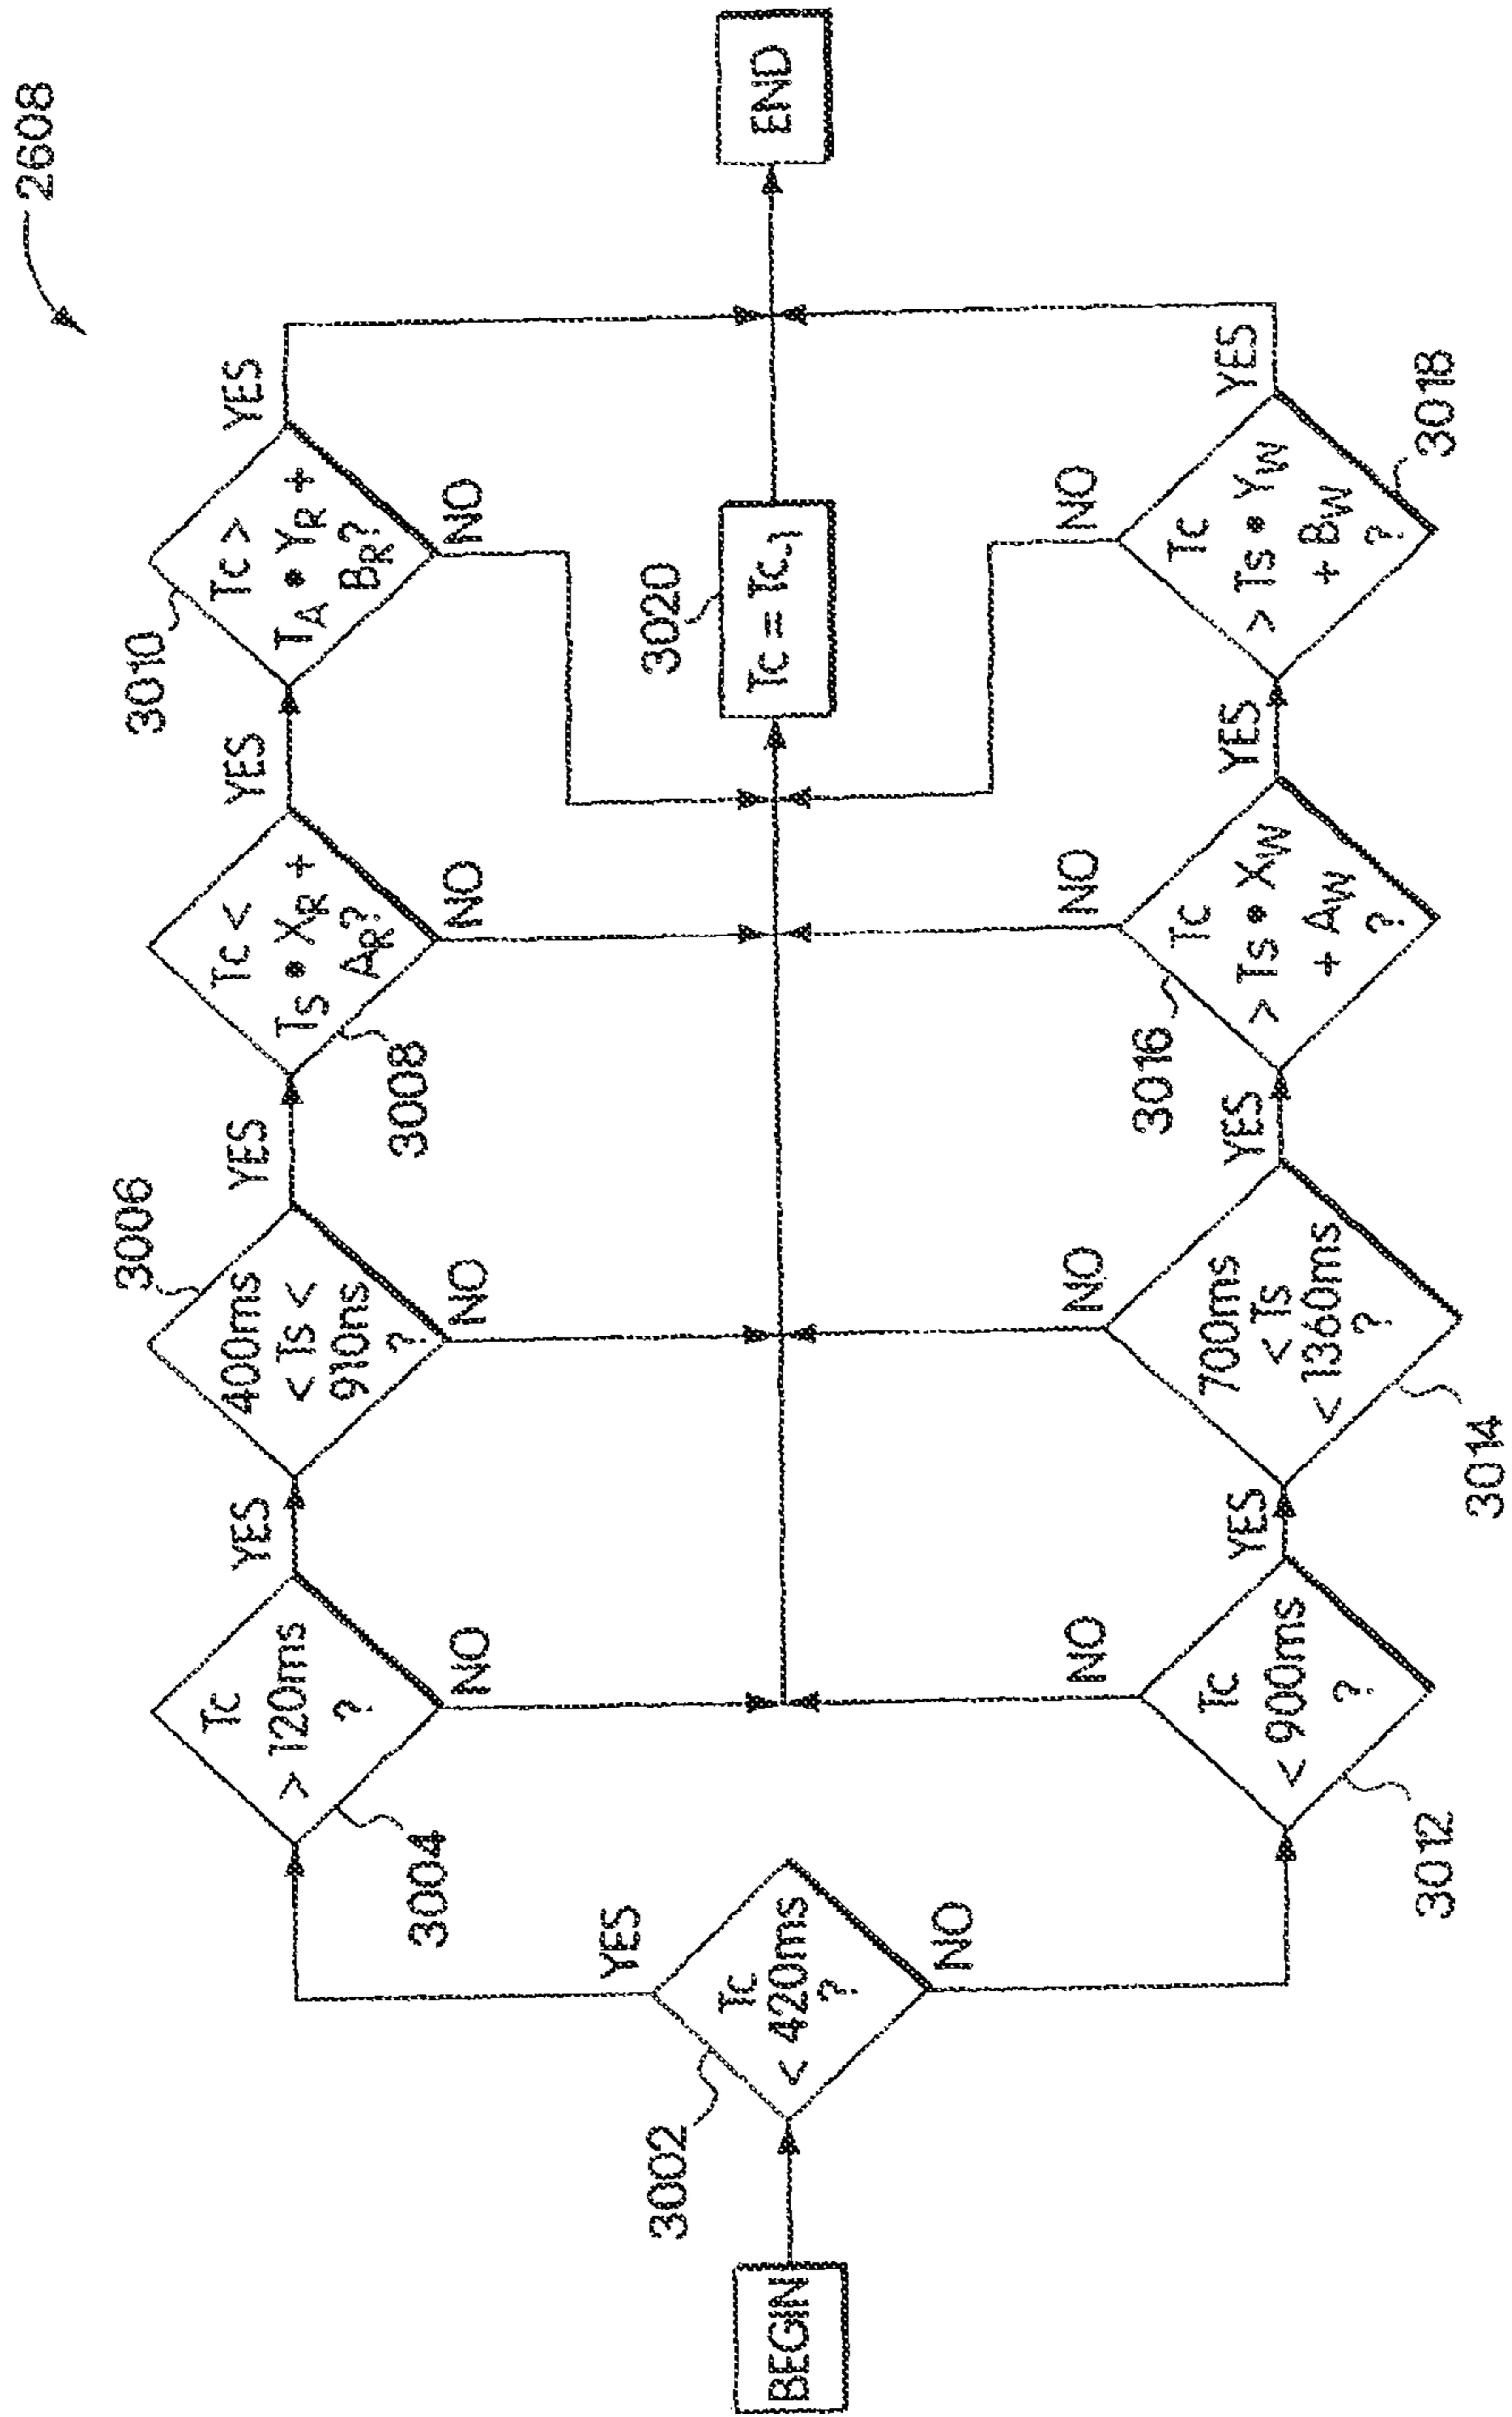 2608
BEGIN
3002
Tc
< 420ms
?
YES
NO
3004
Tc
> 120ms
?
YES
NO
3006
400ms
< Ts <
910ns
?
YES
NO
3008
Tc <
Ts • XR +
AR?
YES
NO
3010
Tc >
TA • YR +
BR?
YES
NO
3012
Tc
< 900ms
?
YES
NO
3014
700ms
< Ts
< 1360ms
?
YES
NO
3016
Tc
> Ts • XW
+ AW
?
YES
NO
3018
Tc
> Ts • YW
+ BW
?
YES
NO
3020
Tc = Tc-1
END